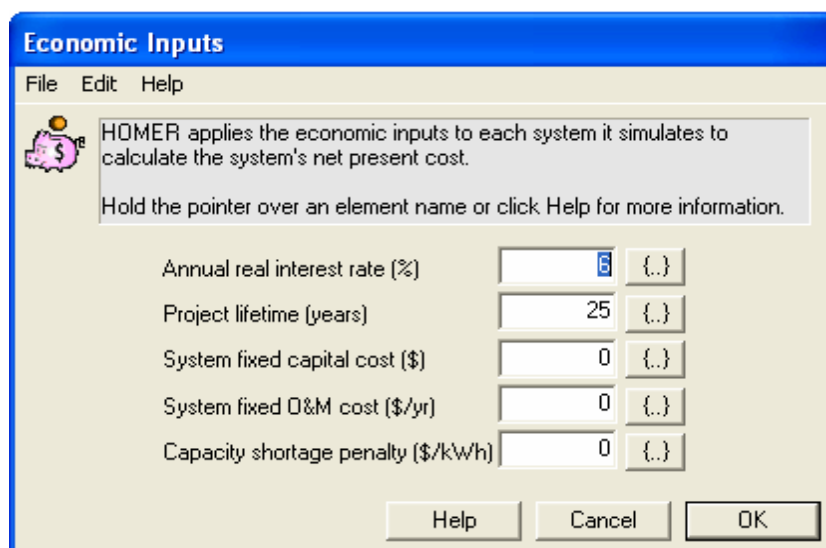 Economic Inputs
File Edit Help
HOMER applies the economic inputs to each system it simulates to
calculate the system's net present cost.
Hold the pointer over an element name or click Help for more information.
$
Annual real interest rate (%) 6 {..}
Project lifetime (years) 25 {..}
System fixed capital cost ($) 0 {..}
System fixed O&M cost ($/yr) 0 {..}
Capacity shortage penalty ($/kWh) 0 {..}
Help Cancel OK